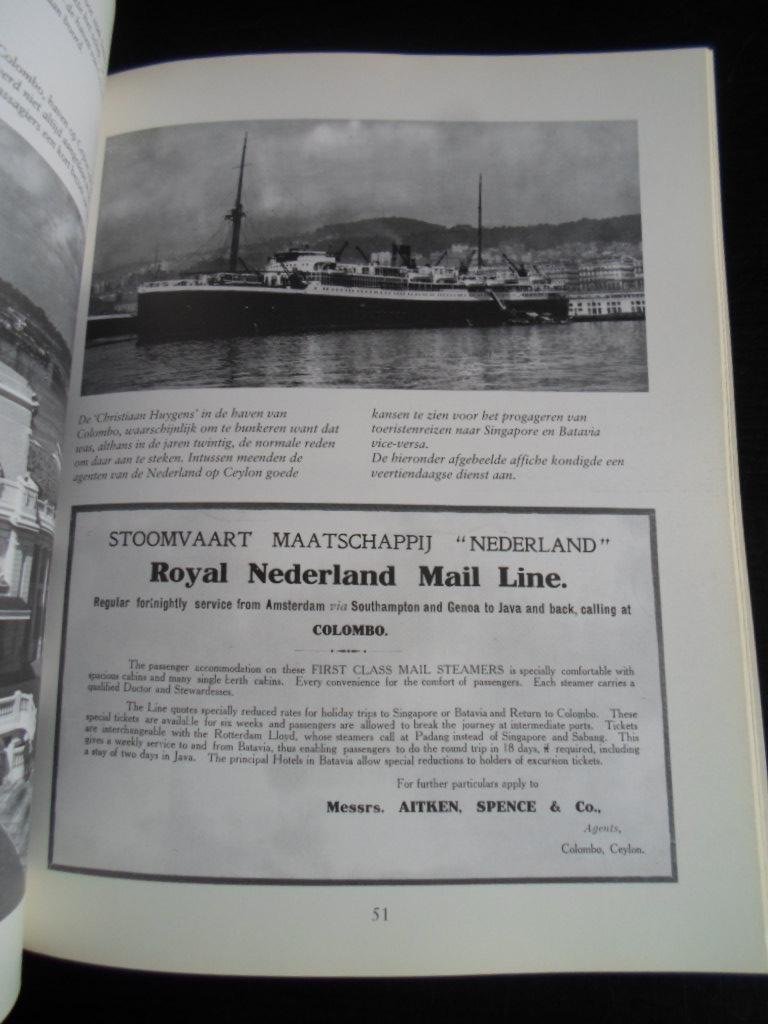 Colombo, haven op
De 'Christiaan Huygens' in de haven van
Colombo, waarschijnlijk om te bunkeren want dat
was, althans in de jaren twintig, de normale reden
om daar aan te steken. Intussen meenden de
agenten van de Nederland op Ceylon goede
kansen te zien voor het progageren van
toeristenreizen naar Singapore en Batavia
vice-versa.
De hieronder afgebeelde affiche kondigde een
veertiendaagse dienst aan.
STOOMVAART MAATSCHAPPIJ "NEDERLAND"
Royal Nederland Mail Line.
Regular fortnightly service from Amsterdam via Southampton and Genoa to Java and back, calling at
COLOMBO.
The passenger accommodation on these FIRST CLASS MAIL STEAMERS is specially comfortable with
spacious cabins and many single berth cabins. Every convenience for the comfort of passengers. Each steamer carries a
qualified Doctor and Stewardesses.
The Line quotes specially reduced rates for holiday trips to Singapore or Batavia and Return to Colombo. These
special tickets are available for six weeks and passengers are allowed to break the journey at intermediate ports. Tickets
are interchangeable with the Rotterdam Lloyd, whose steamers call at Padang instead of Singapore and Sabang. This
gives a weekly service to and from Batavia, thus enabling passengers to do the round trip in 18 days, if required, including
a stay of two days in Java. The principal Hotels in Batavia allow special reductions to holders of excursion tickets.
For further particulars apply to
Messrs. AITKEN, SPENCE & Co.,
Agents,
Colombo, Ceylon.
51